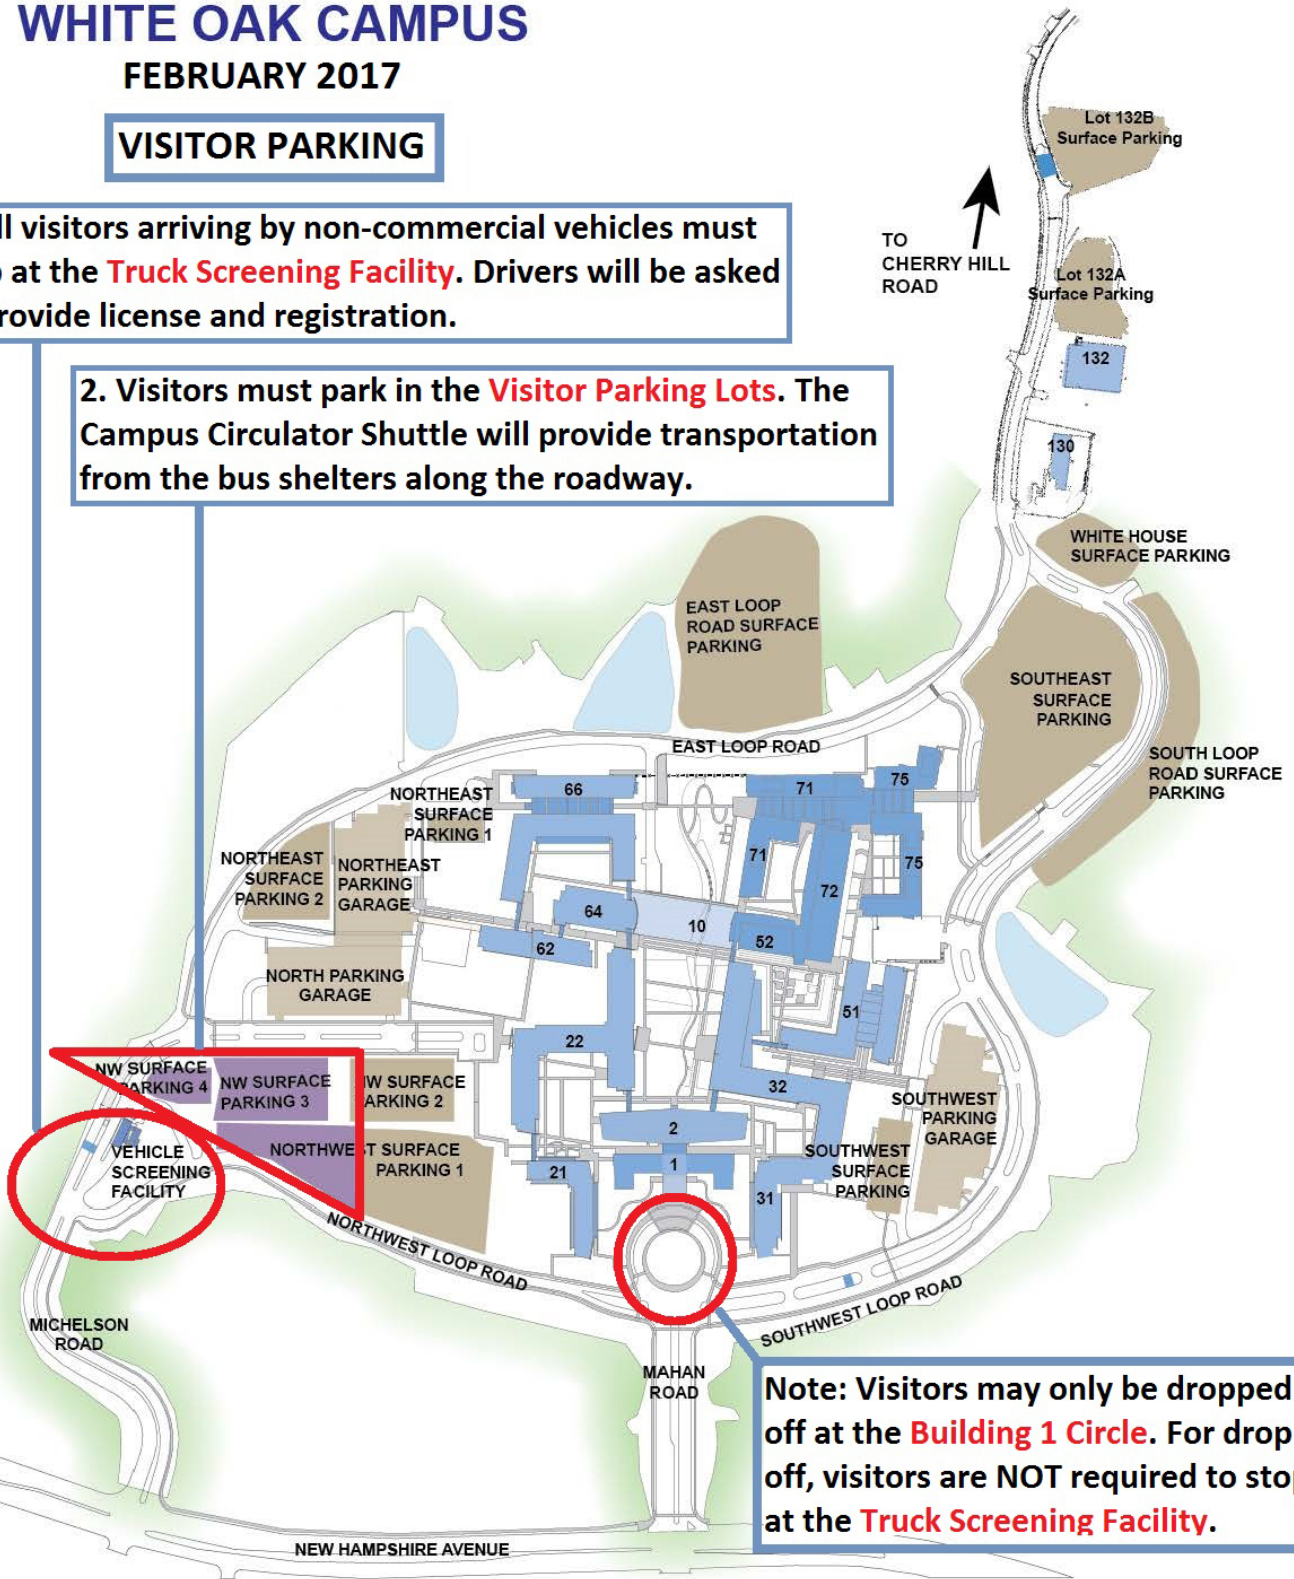 WHITE OAK CAMPUS
FEBRUARY 2017
VISITOR PARKING
visitors arriving by non-commercial vehicles must
at the Truck Screening Facility. Drivers will be asked
license and registration.
2. Visitors must park in the Visitor Parking Lots. The
Campus Circulator Shuttle will provide transportation
from the bus shelters along the roadway.
Lot 132B
Surface Parking
TO
CHERRY HILL
ROAD
Lot 132A
Surface Parking
132
130
WHITE HOUSE
SURFACE PARKING
EAST LOOP
ROAD SURFACE
PARKING
SOUTHEAST
SURFACE
PARKING
SOUTH LOOP
ROAD SURFACE
PARKING
EAST LOOP ROAD
66
71
75
NORTHEAST
SURFACE
PARKING 1
NORTHEAST
SURFACE
PARKING 2
NORTHEAST
PARKING
GARAGE
71
72
75
64
10
52
62
NORTH PARKING
GARAGE
51
22
32
NW SURFACE
PARKING 4
NW SURFACE
PARKING 3
NW SURFACE
PARKING 2
SOUTHWEST
PARKING
GARAGE
2
NORTHWEST SURFACE
PARKING 1
VEHICLE
SCREENING
FACILITY
21
1
31
SOUTHWEST
SURFACE
PARKING
NORTHWEST LOOP ROAD
SOUTHWEST LOOP ROAD
MICHELSON
ROAD
MAHAN
ROAD
Note: Visitors may only be dropped
off at the Building 1 Circle. For drop
off, visitors are NOT required to stop
at the Truck Screening Facility.
NEW HAMPSHIRE AVENUE